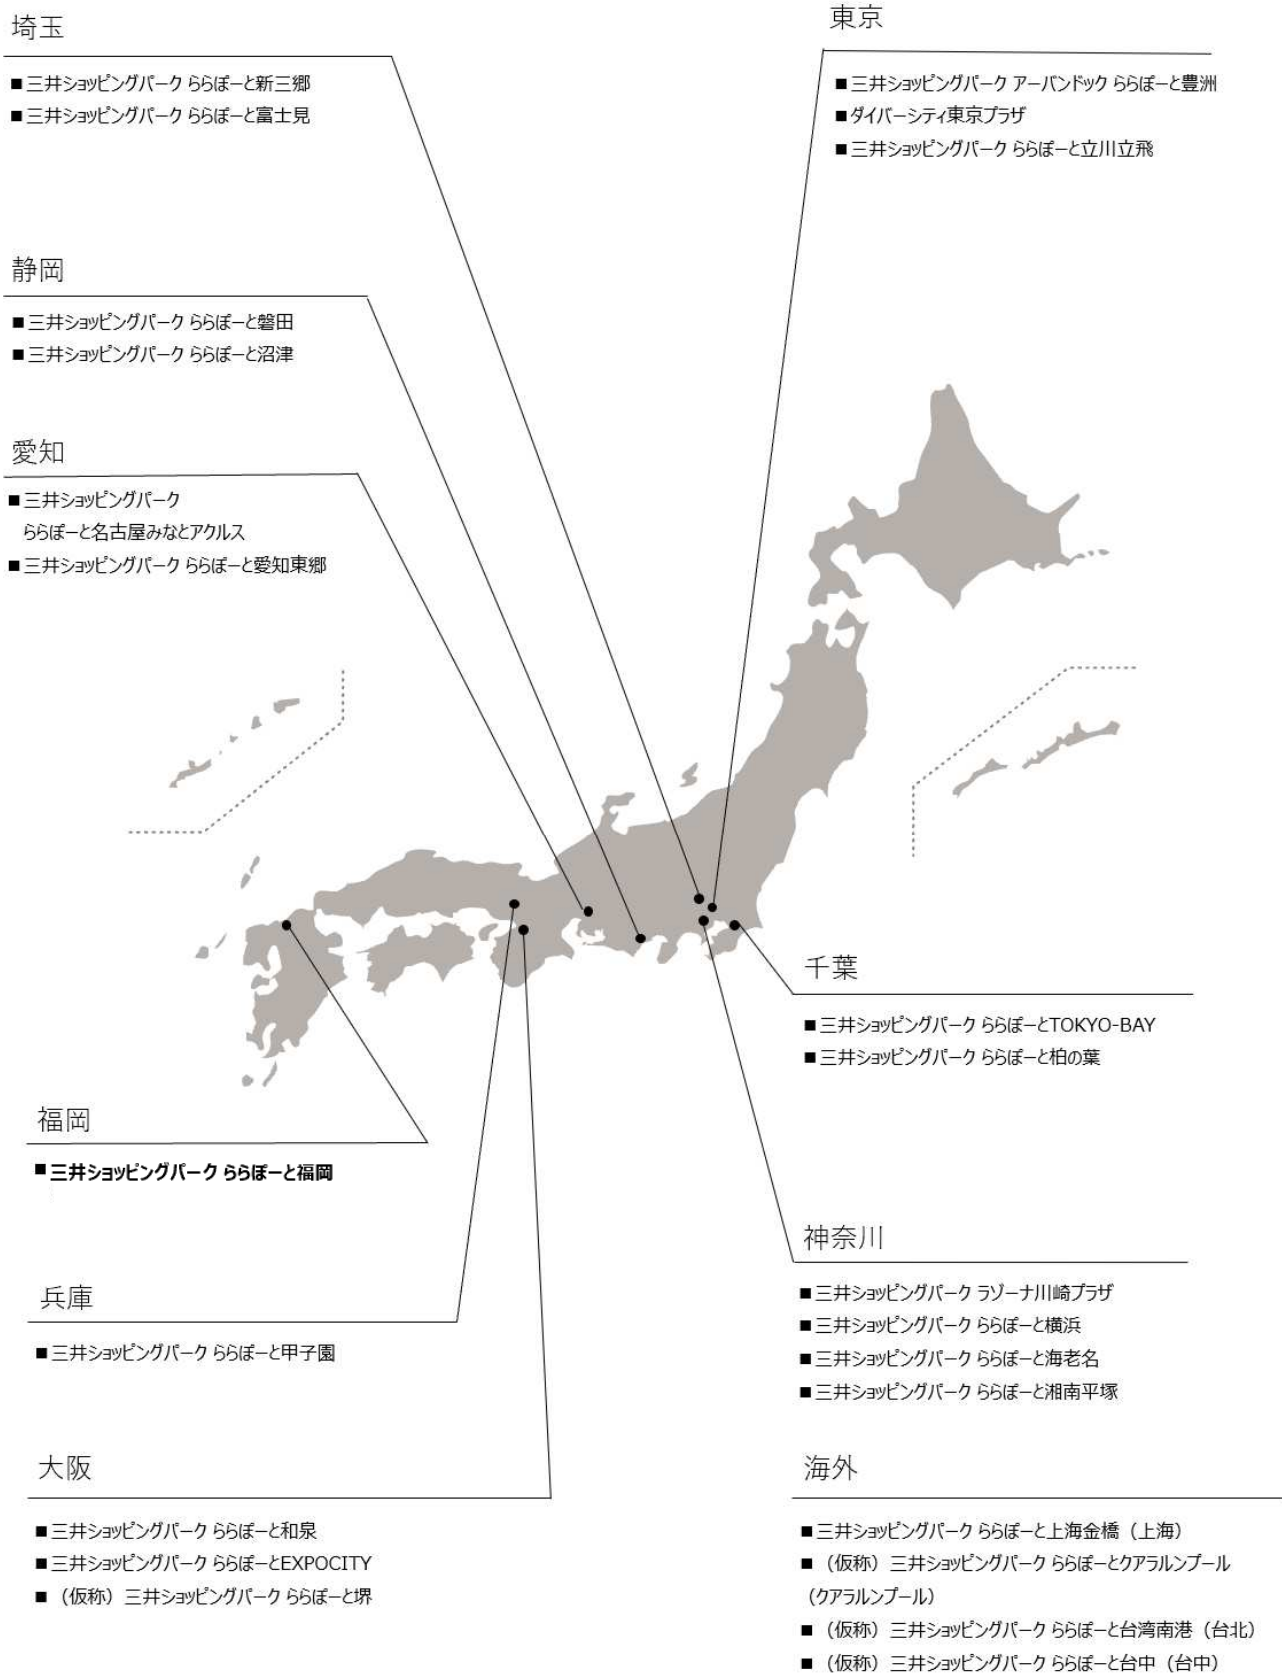 埼玉
■三井ショッピングパーク ららぽーと新三郷
■三井ショッピングパーク ららぽーと富士見
東京
■三井ショッピングパーク アーバンドック ららぽーと豊洲
■ダイバーシティ東京プラザ
■三井ショッピングパーク ららぽーと立川立飛
静岡
■三井ショッピングパーク ららぽーと磐田
■三井ショッピングパーク ららぽーと沼津
愛知
■三井ショッピングパーク
ららぽーと名古屋みなとアクルス
■三井ショッピングパーク ららぽーと愛知東郷
千葉
■三井ショッピングパーク ららぽーとTOKYO-BAY
■三井ショッピングパーク ららぽーと柏の葉
福岡
■三井ショッピングパーク ららぽーと福岡
神奈川
■三井ショッピングパーク ラゾーナ川崎プラザ
■三井ショッピングパーク ららぽーと横浜
■三井ショッピングパーク ららぽーと海老名
■三井ショッピングパーク ららぽーと湘南平塚
兵庫
■三井ショッピングパーク ららぽーと甲子園
大阪
■三井ショッピングパーク ららぽーと和泉
■三井ショッピングパーク ららぽーとEXPOCITY
■（仮称）三井ショッピングパーク ららぽーと堺
海外
■三井ショッピングパーク ららぽーと上海金橋（上海）
■（仮称）三井ショッピングパーク ららぽーとクアラルンプール
（クアラルンプール）
■（仮称）三井ショッピングパーク ららぽーと台湾南港（台北）
■（仮称）三井ショッピングパーク ららぽーと台中（台中）